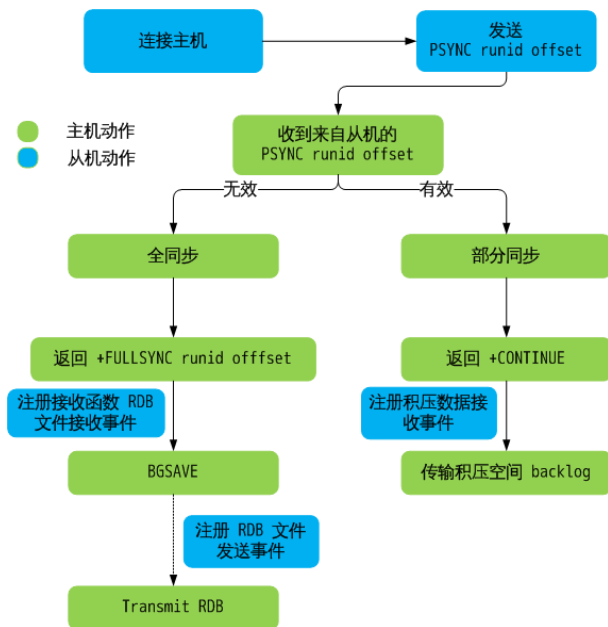 连接主机
发送
PSYNC runid offset
主机动作
从机动作
收到来自从机的
PSYNC runid offset
无效
有效
全同步
部分同步
返回 +FULLSYNC runid offfset
返回 +CONTINUE
注册接收函数 RDB
文件接收事件
注册积压数据接
收事件
BGSAVE
传输积压空间 backlog
注册 RDB 文件
发送事件
Transmit RDB